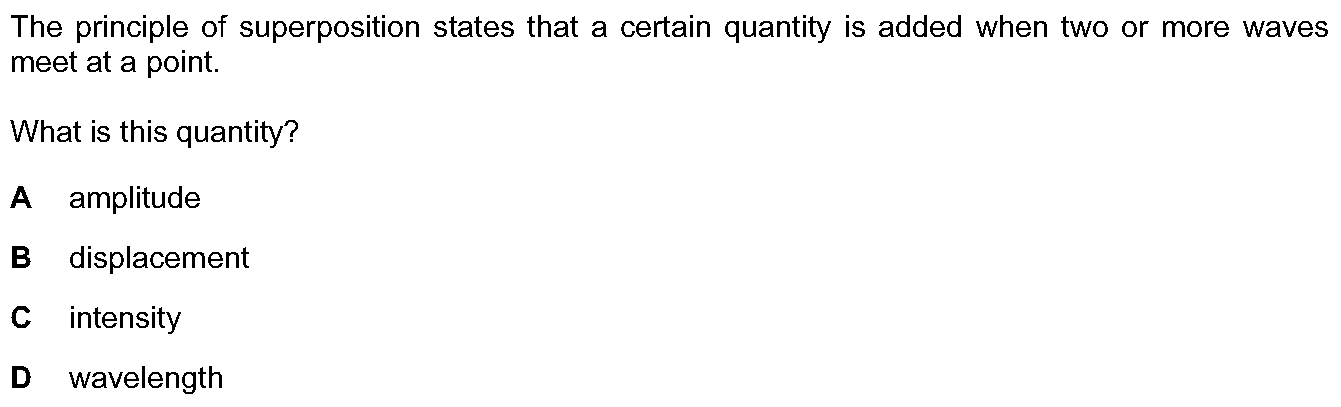 The principle of superposition states that a certain quantity is added when two or more waves
meet at a point.
What is this quantity?
A amplitude
B displacement
C intensity
D wavelength